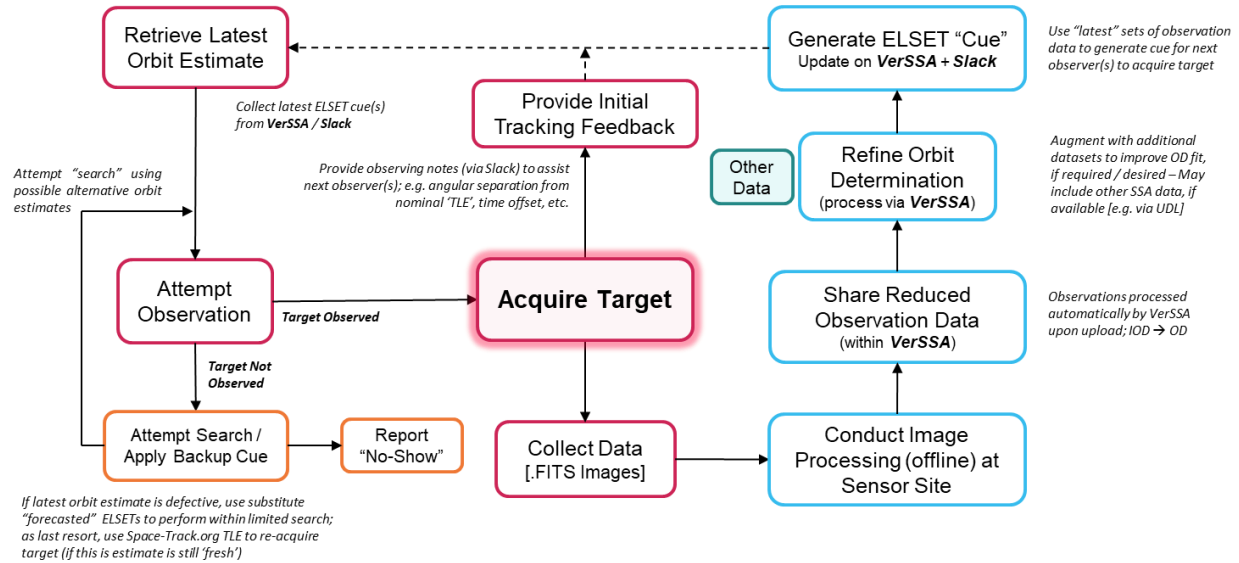 Retrieve Latest
Orbit Estimate
Generate ELSET “Cue”
Update on VerSSA + Slack
Use “latest” sets of observation
data to generate cue for next
observer(s) to acquire target
Collect latest ELSET cue(s)
from VerSSA / Slack
Provide Initial
Tracking Feedback
Attempt “search” using
possible alternative orbit
estimates
Provide observing notes (via Slack) to assist
next observer(s); e.g. angular separation from
nominal ‘TLE’, time offset, etc.
Other
Data
Refine Orbit
Determination
(process via VerSSA)
Augment with additional
datasets to improve OD fit,
if required / desired – May
include other SSA data, if
available [e.g. via UDL]
Attempt
Observation
Target Observed
Acquire Target
Share Reduced
Observation Data
(within VerSSA)
Observations processed
automatically by VerSSA
upon upload; IOD → OD
Target Not
Observed
Attempt Search /
Apply Backup Cue
Report
“No-Show”
Collect Data
[.FITS Images]
Conduct Image
Processing (offline) at
Sensor Site
If latest orbit estimate is defective, use substitute
“forecasted” ELSETs to perform within limited search;
as last resort, use Space-Track.org TLE to re-acquire
target (if this is estimate is still ‘fresh’)